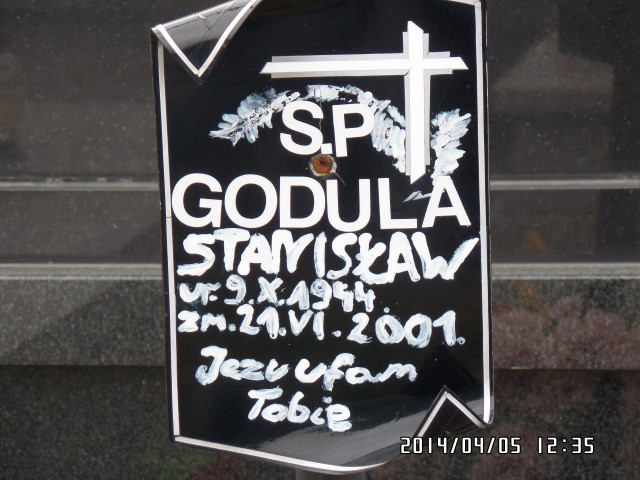 S.P
GODULA
STANISŁAW
ur. 9.X.1944.
zm. 21.VI.2001.
Jezu ufam
Tobie
2014/04/05 12:35